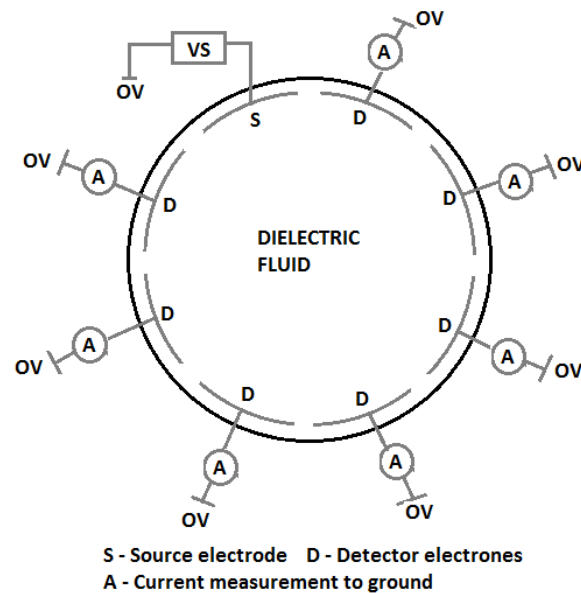 OV
A
VS
OV
D
S
OV
A
D
OV
A
D
D
A
OV
DIELECTRIC
FLUID
D
A
OV
D
A
OV
D
A
OV
D
A
OV
S - Source electrode D - Detector electrones
A - Current measurement to ground